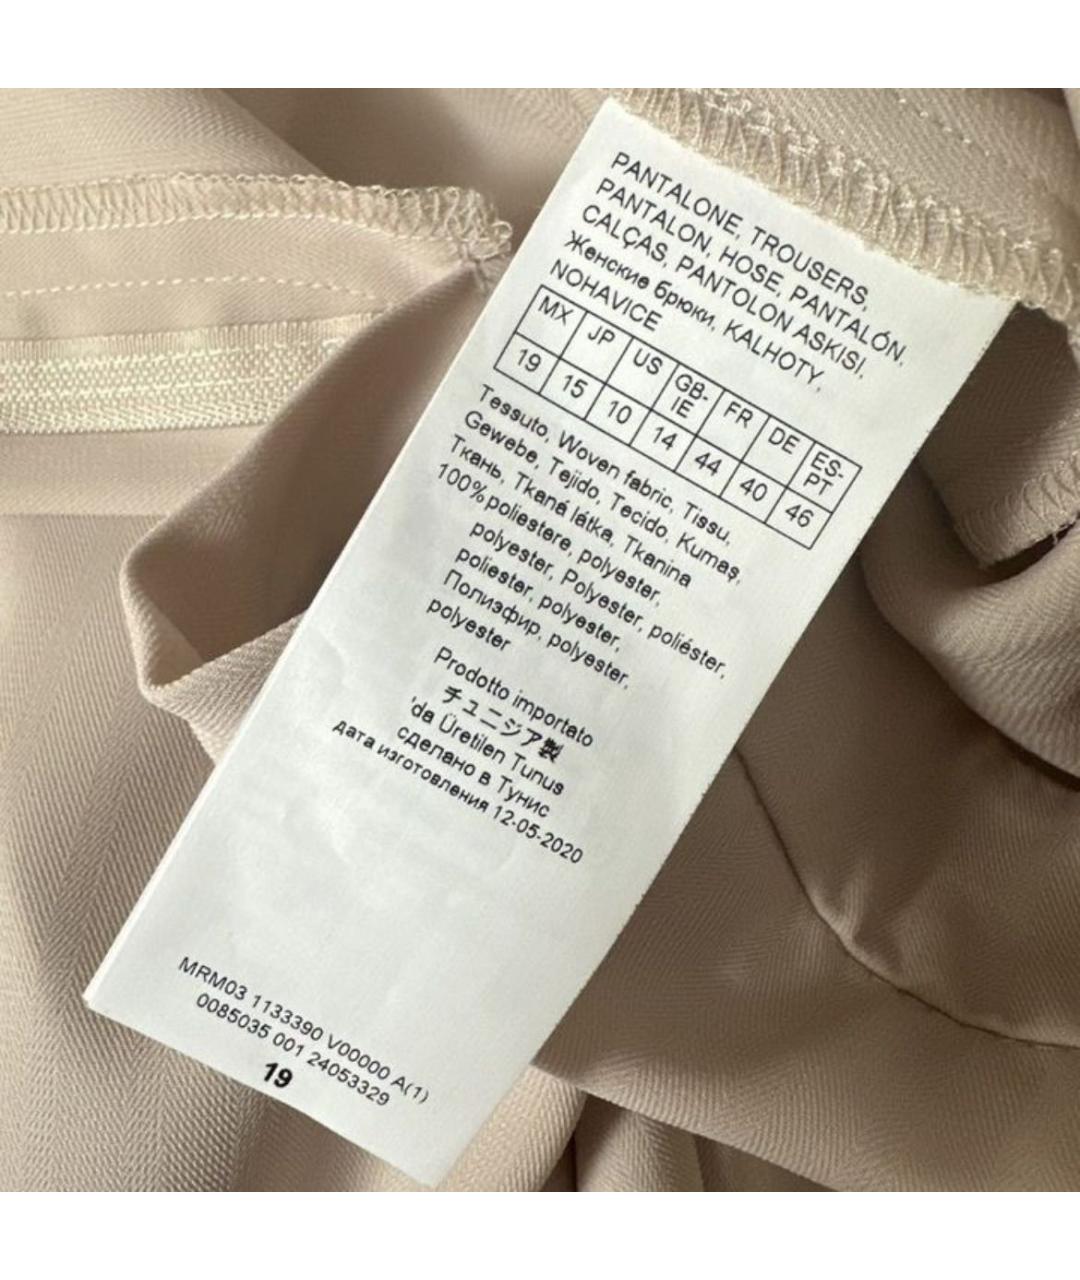 PANTALONE, TROUSERS,
PANTALON, HOSE, PANTALÓN,
CALÇAS, PANTOLON ASKISI,
Женские брюки, KALHOTY,
NOHAVICE
MX JP US GB-IE FR DE ES-PT
19 15 10 14 44 40 46
Tessuto, Woven fabric, Tissu,
Gewebe, Tejido, Tecido, Kumaş,
Ткань, Tkaná látka, Tkanina
100% poliestere, polyester,
polyester, Polyester, poliéster,
poliester, polyester,
Полиэфир, polyester,
polyester
Prodotto importato
チュニジア製
'da Üretilen Tunus
сделано в Тунис
дата изготовления 12-05-2020
MRM03 1133390 V00000 A(1)
0085035 001 24053329
19